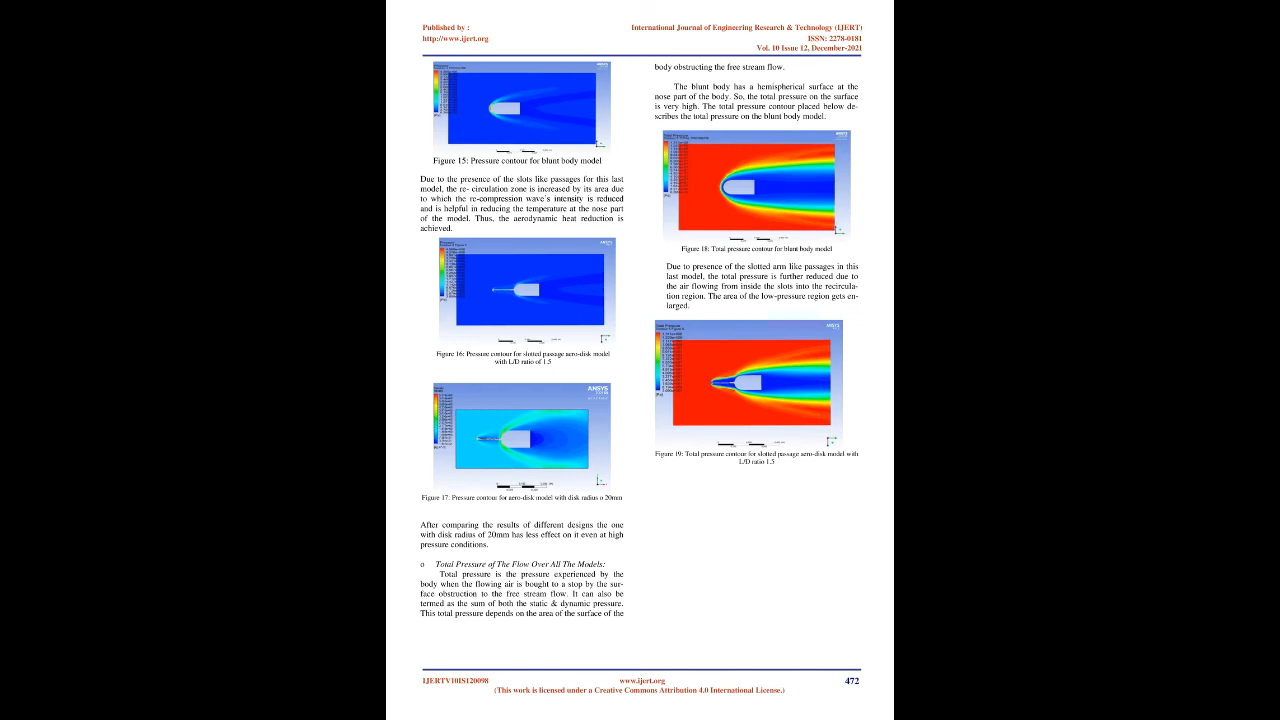 Published by :
http://www.ijert.org
International Journal of Engineering Research & Technology (IJERT)
ISSN: 2278-0181
Vol. 10 Issue 12, December-2021
Figure 15: Pressure contour for blunt body model
Due to the presence of the slots like passages for this last
model, the re- circulation zone is increased by its area due
to which the re-compression wave's intensity is reduced
and is helpful in reducing the temperature at the nose part
of the model. Thus, the aerodynamic heat reduction is
achieved.
Figure 16: Pressure contour for slotted passage aero-disk model
with L/D ratio of 1.5
ANSYS
Figure 17: Pressure contour for aero-disk model with disk radius o 20mm
After comparing the results of different designs the one
with disk radius of 20mm has less effect on it even at high
pressure conditions.
o Total Pressure of The Flow Over All The Models:
Total pressure is the pressure experienced by the
body when the flowing air is bought to a stop by the sur-
face obstruction to the free stream flow. It can also be
termed as the sum of both the static & dynamic pressure.
This total pressure depends on the area of the surface of the
body obstructing the free stream flow.
The blunt body has a hemispherical surface at the
nose part of the body. So, the total pressure on the surface
is very high. The total pressure contour placed below de-
scribes the total pressure on the blunt body model.
Figure 18: Total pressure contour for blunt body model
Due to presence of the slotted arm like passages in this
last model, the total pressure is further reduced due to
the air flowing from inside the slots into the recircula-
tion region. The area of the low-pressure region gets en-
larged.
Figure 19: Total pressure contour for slotted passage aero-disk model with
L/D ratio 1.5
IJERTV10IS120098
www.ijert.org
472
(This work is licensed under a Creative Commons Attribution 4.0 International License.)